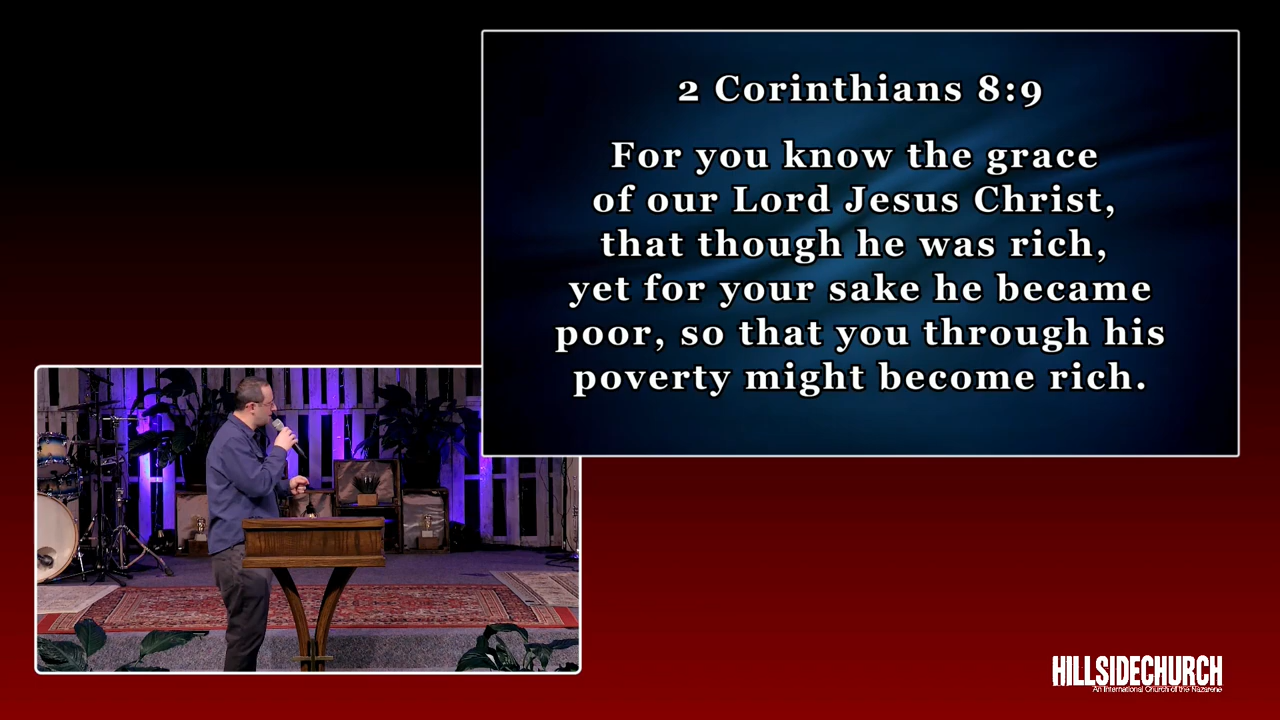 2 Corinthians 8:9
For you know the grace
of our Lord Jesus Christ,
that though he was rich,
yet for your sake he became
poor, so that you through his
poverty might become rich.
HILLSIDECHURCH
An International Church of the Nazarene